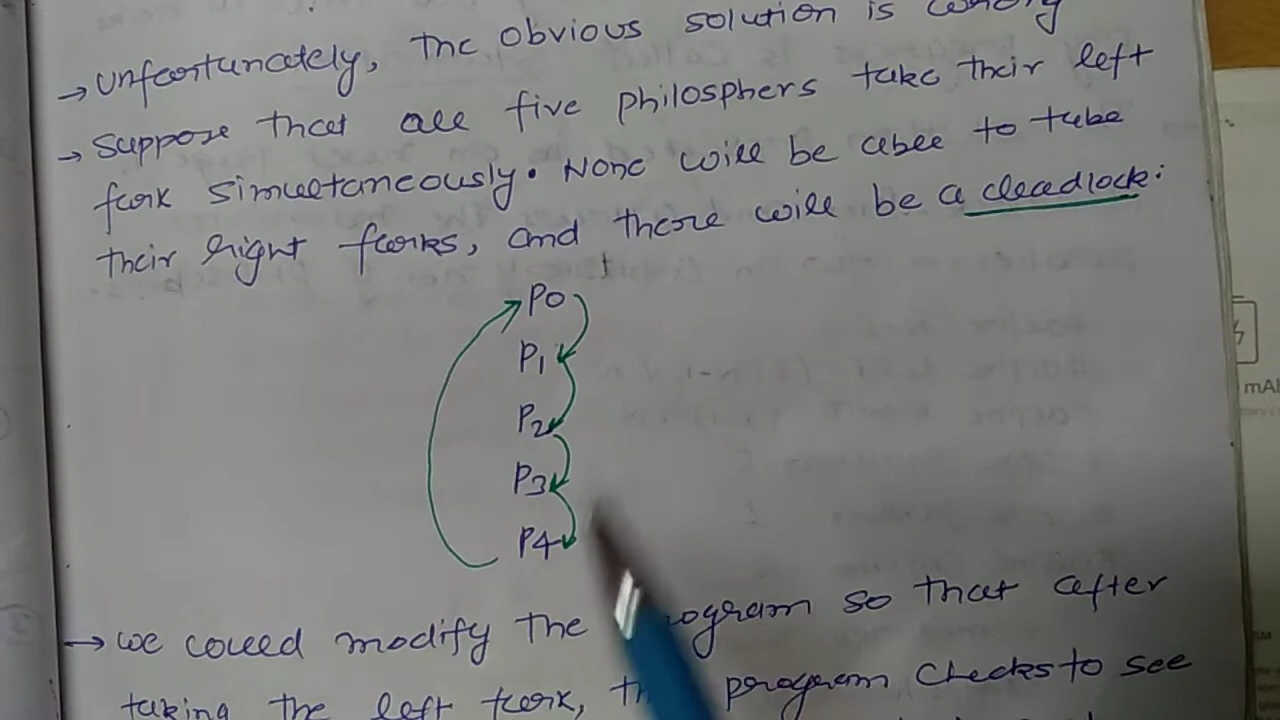 → Unfortunately, The obvious solution is wrong
→ Suppose that all five philosphers take their left
fork simultaneously. None will be able to take
their right forks, and there will be a deadlock.
P0
P1
P2
P3
P4
→ we could modify the program so that after
taking the left fork, the program checks to see
mAh